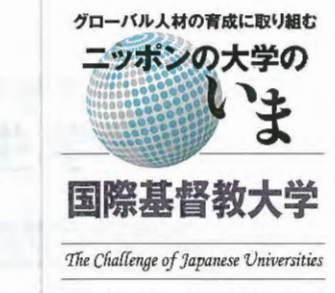 グローバル人材の育成に取り組む
ニッポンの大学の
いま
国際基督教大学
The Challenge of Japanese Universities